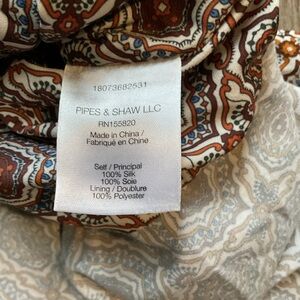 18073682531
PIPES & SHAW LLC
RN155820
Made in China /
Fabriqué en Chine
Self / Principal
100% Silk
100% Soie
Lining / Doublure
100% Polyester